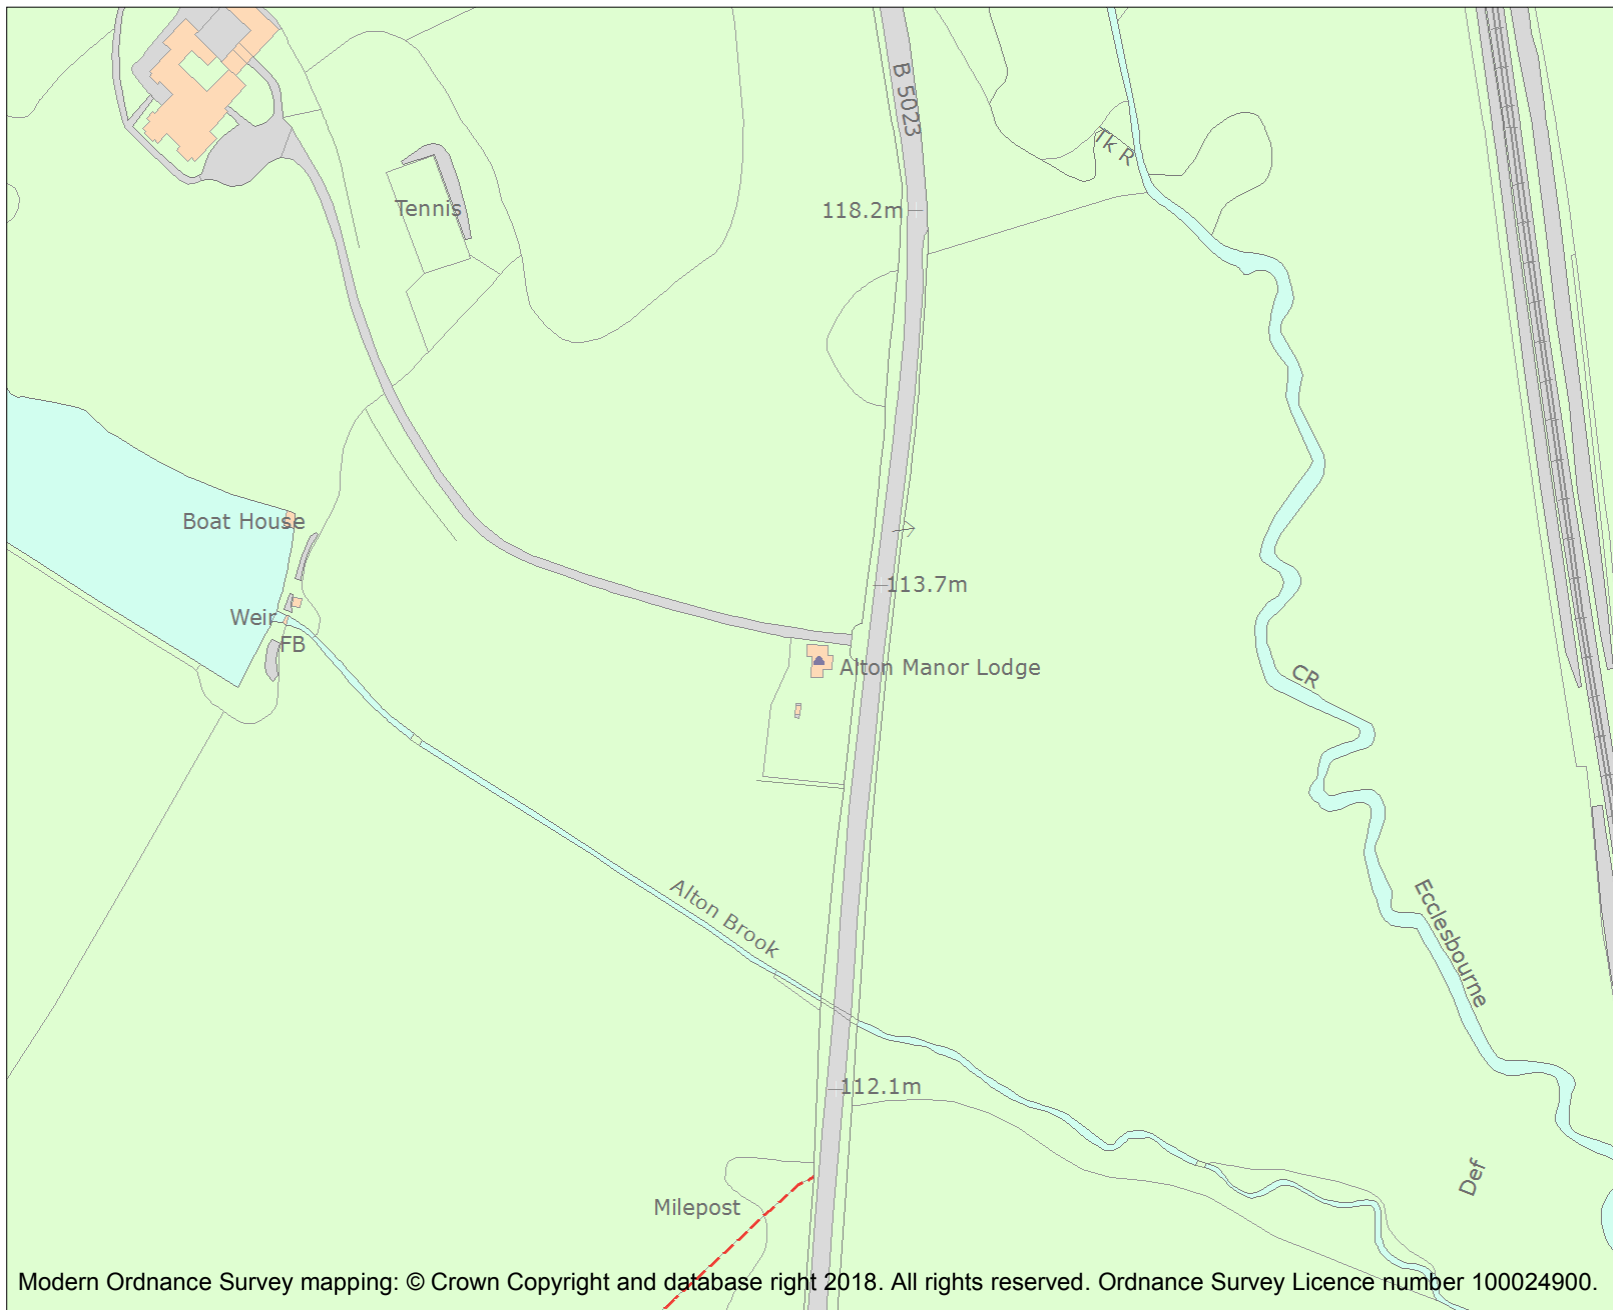 B 5023
Tk R
Tennis
118.2m
Boat House
113.7m
Weir
FB
Alton Manor Lodge
CR
Alton Brook
Ecclesbourne
112.1m
Def
Milepost
Modern Ordnance Survey mapping: © Crown Copyright and database right 2018. All rights reserved. Ordnance Survey Licence number 100024900.